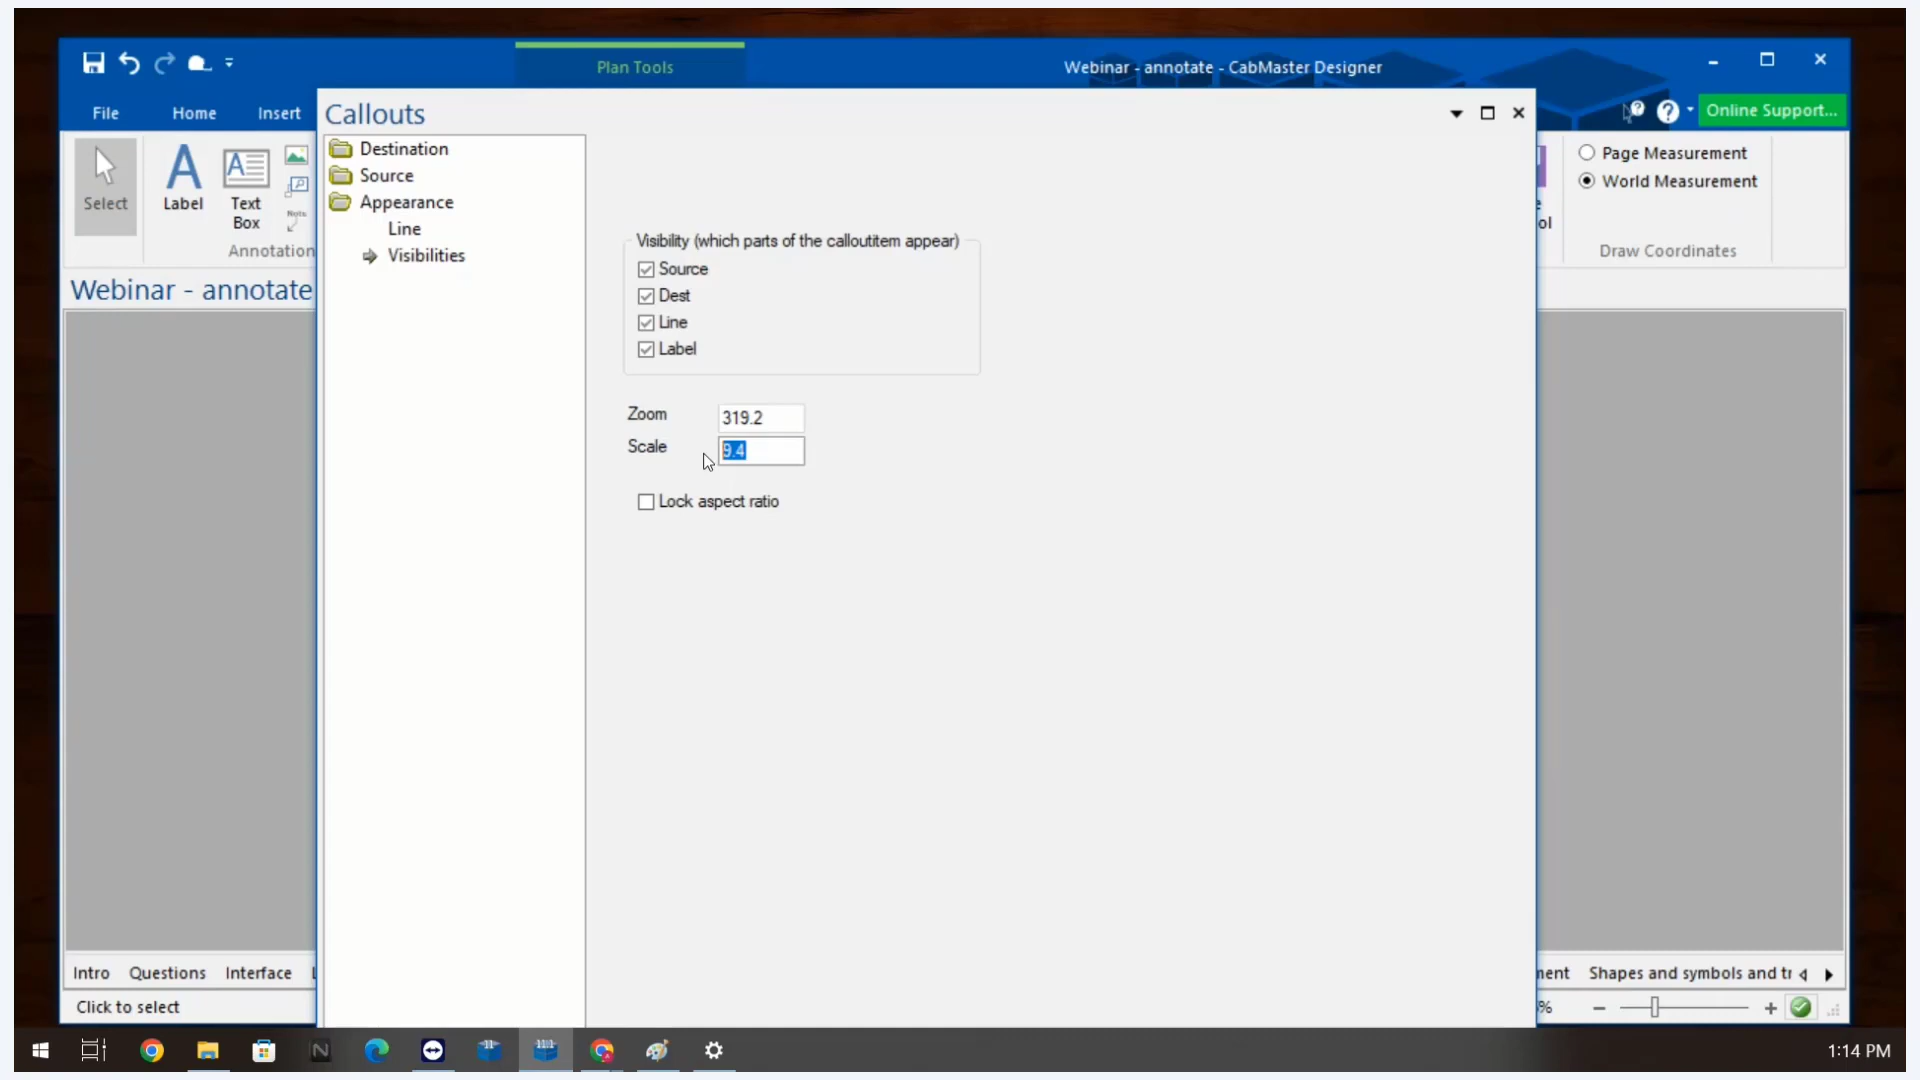 Plan Tools
Webinar - annotate - CabMaster Designer
File
Home
Insert
Online Support...
Callouts
Select
Label
Text
Box
Annotation
Note
Destination
Source
Appearance
Line
Visibilities
Page Measurement
World Measurement
ol
Draw Coordinates
Webinar - annotate
Visibility (which parts of the calloutitem appear)
Source
Dest
Line
Label
Zoom
319.2
Scale
9.4
Lock aspect ratio
Intro
Questions
Interface
ment
Shapes and symbols and tr
Click to select
%
1:14 PM